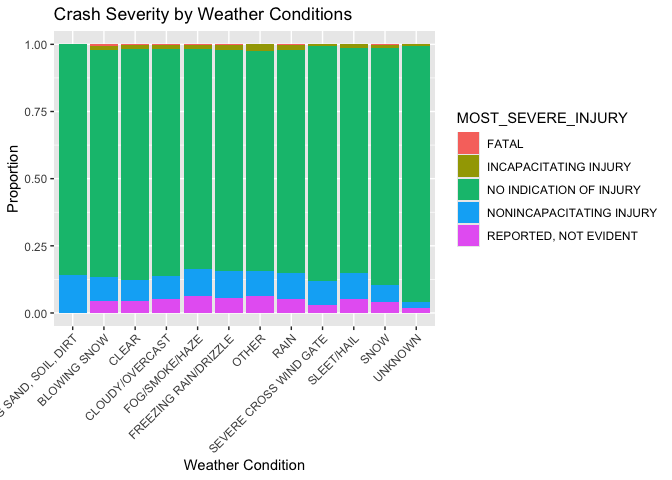 Crash Severity by Weather Conditions
1.00
0.75
0.50
0.25
0.00
Proportion
SAND, SOIL, DIRT
BLOWING SNOW
CLEAR
CLOUDY/OVERCAST
FOG/SMOKE/HAZE
FREEZING RAIN/DRIZZLE
OTHER
RAIN
SEVERE CROSS WIND GATE
SLEET/HAIL
SNOW
UNKNOWN
Weather Condition
MOST_SEVERE_INJURY
FATAL
INCAPACITATING INJURY
NO INDICATION OF INJURY
NONINCAPACITATING INJURY
REPORTED, NOT EVIDENT